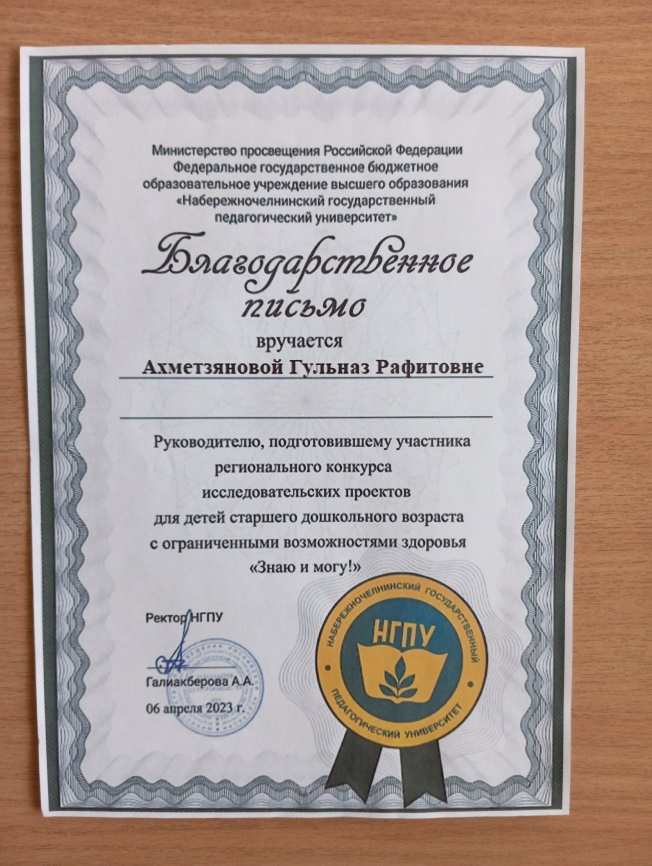 Министерство просвещения Российской Федерации
Федеральное государственное бюджетное
образовательное учреждение высшего образования
«Набережночелнинский государственный
педагогический университет»
Благодарственное
письмо
вручается
Ахметзяновой Гульназ Рафитовне
Руководителю, подготовившему участника
регионального конкурса
исследовательских проектов
для детей старшего дошкольного возраста
с ограниченными возможностями здоровья
«Знаю и могу!»
Ректор НГПУ
Галиакберова А.А.
06 апреля 2023 г.
НАБЕРЕЖНОЧЕЛНИНСКИЙ ГОСУДАРСТВЕННЫЙ
НГПУ
ПЕДАГОГИЧЕСКИЙ УНИВЕРСИТЕТ